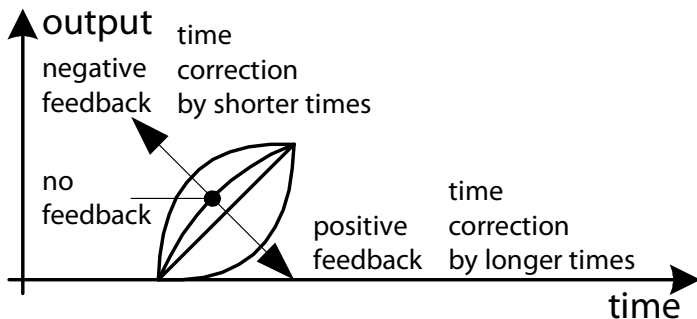 output
time
correction
by shorter times
negative
feedback
no
feedback
positive
feedback
time
correction
by longer times
time